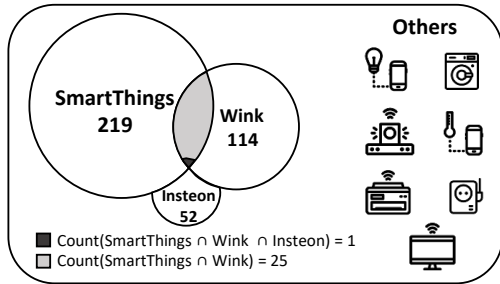 Others
SmartThings
219
Wink
114
Insteon
52
Count(SmartThings ∩ Wink ∩ Insteon) = 1
Count(SmartThings ∩ Wink) = 25